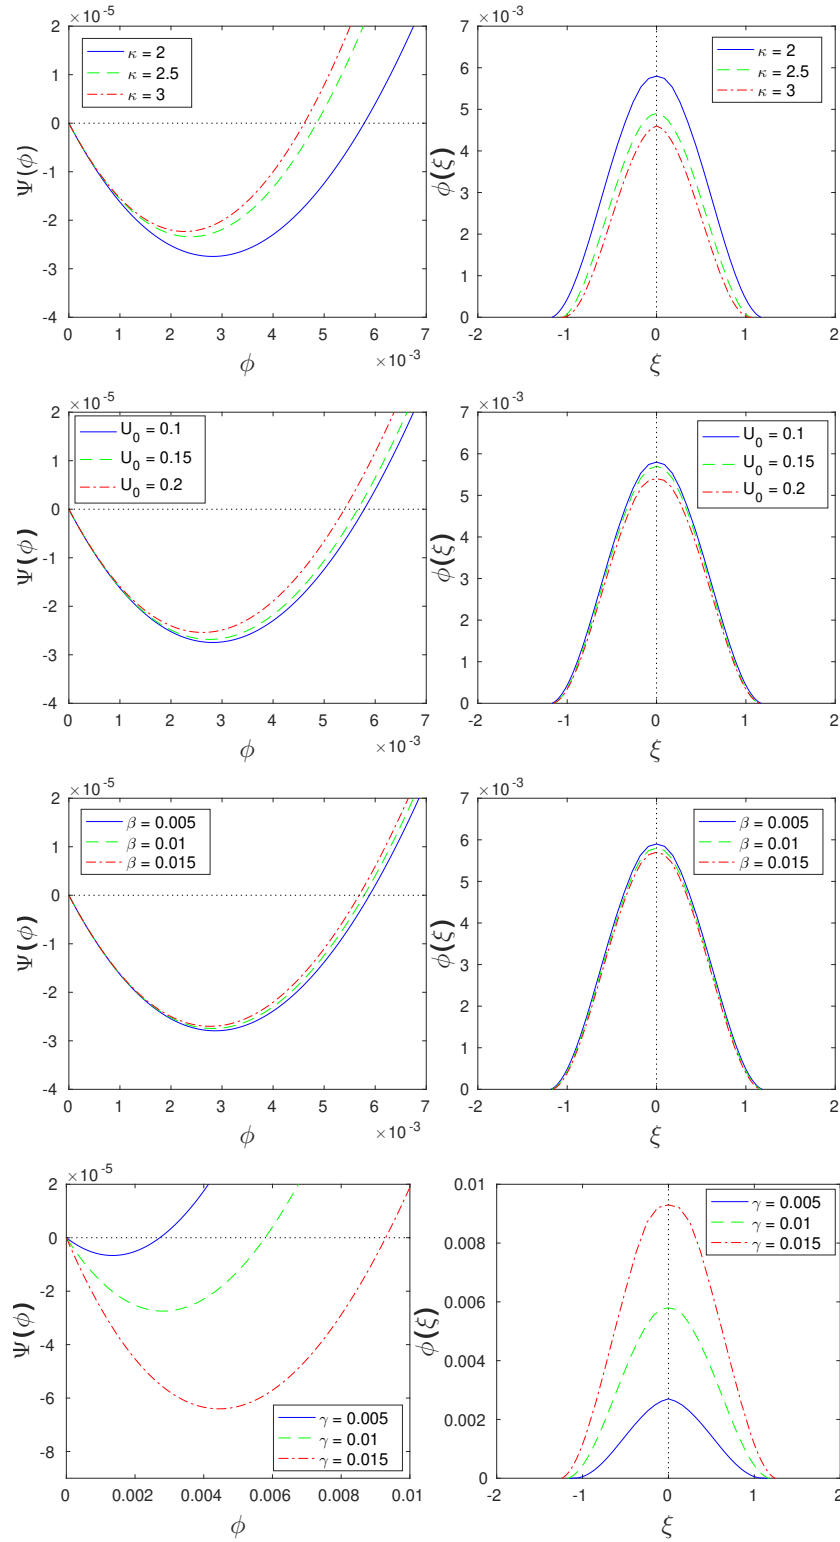 ×10⁻⁵
2
1
0
-1
-2
-3
-4
Ψ(ϕ)
κ = 2
κ = 2.5
κ = 3
0 1 2 3 4 5 6 7
ϕ
×10⁻³
×10⁻³
7
6
5
4
3
2
1
0
ϕ(ξ)
κ = 2
κ = 2.5
κ = 3
-2 -1 0 1 2
ξ
×10⁻⁵
2
1
0
-1
-2
-3
-4
Ψ(ϕ)
U₀ = 0.1
U₀ = 0.15
U₀ = 0.2
0 1 2 3 4 5 6 7
ϕ
×10⁻³
×10⁻³
7
6
5
4
3
2
1
0
ϕ(ξ)
U₀ = 0.1
U₀ = 0.15
U₀ = 0.2
-2 -1 0 1 2
ξ
×10⁻⁵
2
1
0
-1
-2
-3
-4
Ψ(ϕ)
β = 0.005
β = 0.01
β = 0.015
0 1 2 3 4 5 6 7
ϕ
×10⁻³
×10⁻³
7
6
5
4
3
2
1
0
ϕ(ξ)
β = 0.005
β = 0.01
β = 0.015
-2 -1 0 1 2
ξ
×10⁻⁵
2
0
-2
-4
-6
-8
Ψ(ϕ)
γ = 0.005
γ = 0.01
γ = 0.015
0 0.002 0.004 0.006 0.008 0.01
ϕ
0.01
0.008
0.006
0.004
0.002
0
ϕ(ξ)
γ = 0.005
γ = 0.01
γ = 0.015
-2 -1 0 1 2
ξ